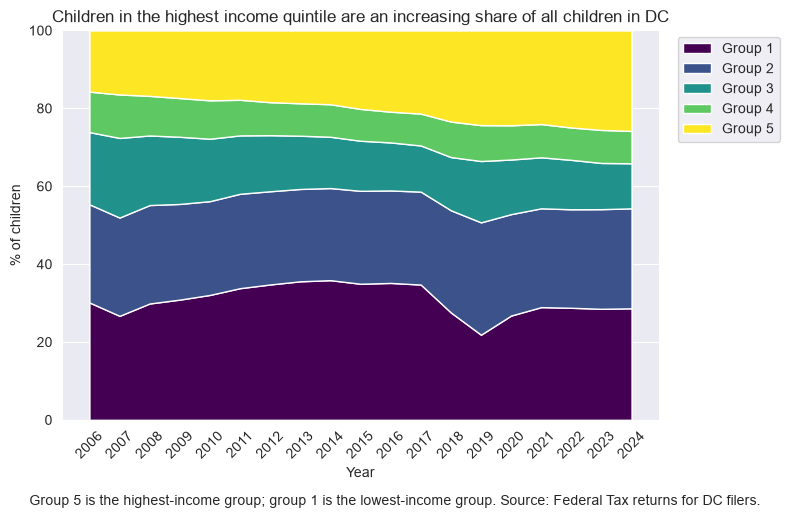 Children in the highest income quintile are an increasing share of all children in DC
100
80
60
40
20
0
% of children
2006
2007
2008
2009
2010
2011
2012
2013
2014
2015
2016
2017
2018
2019
2020
2021
2022
2023
2024
Year
Group 1
Group 2
Group 3
Group 4
Group 5
Group 5 is the highest-income group; group 1 is the lowest-income group. Source: Federal Tax returns for DC filers.